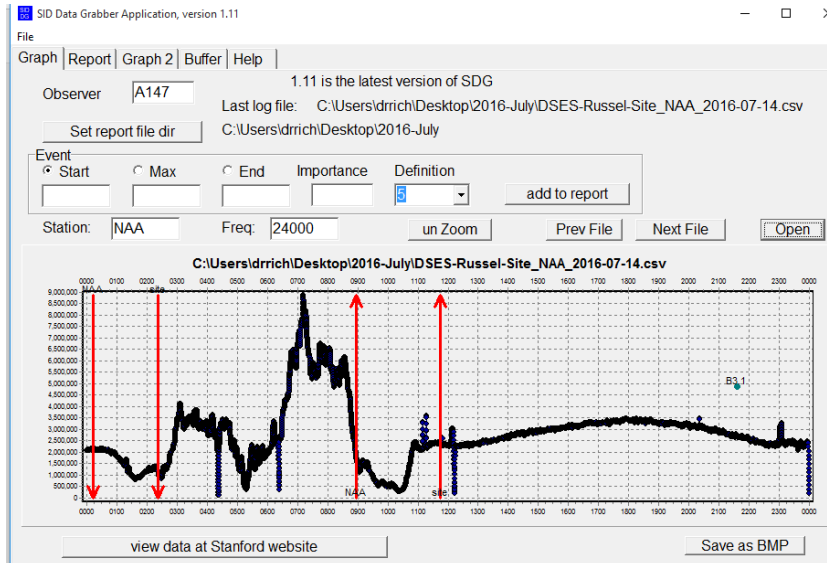 SID Data Grabber Application, version 1.11
File
Graph Report Graph 2 Buffer Help
1.11 is the latest version of SDG
Observer A147
Last log file: C:\Users\drrich\Desktop\2016-July\DSES-Russel-Site_NAA_2016-07-14.csv
Set report file dir C:\Users\drrich\Desktop\2016-July
Event
Start Max End Importance Definition
5 add to report
Station: NAA Freq: 24000 un Zoom Prev File Next File Open
C:\Users\drrich\Desktop\2016-July\DSES-Russel-Site_NAA_2016-07-14.csv
0000 0100 0200 0300 0400 0500 0600 0700 0800 0900 1000 1100 1200 1300 1400 1500 1600 1700 1800 1900 2000 2100 2200 2300 0000
NAA site
9,000,000
8,500,000
8,000,000
7,500,000
7,000,000
6,500,000
6,000,000
5,500,000
5,000,000
B3.1
4,500,000
4,000,000
3,500,000
3,000,000
2,500,000
2,000,000
1,500,000
1,000,000
500,000
NAA site
0
0000 0100 0200 0300 0400 0500 0600 0700 0800 0900 1000 1100 1200 1300 1400 1500 1600 1700 1800 1900 2000 2100 2200 2300 0000
view data at Stanford website Save as BMP